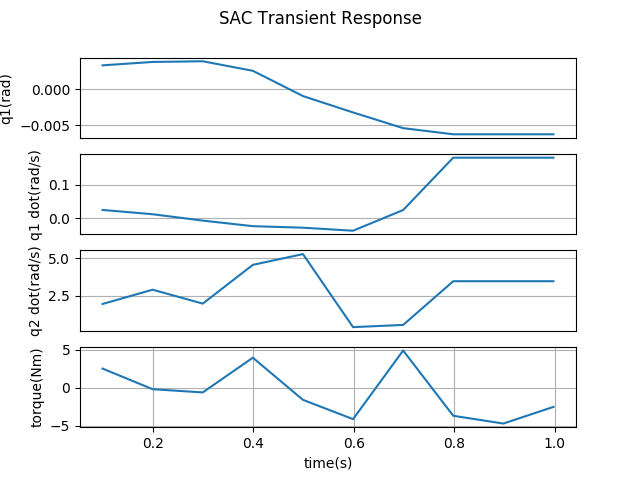 SAC Transient Response
q1(rad)
0.000
−0.005
q1 dot(rad/s)
0.1
0.0
q2 dot(rad/s)
5.0
2.5
torque(Nm)
5
0
−5
0.2 0.4 0.6 0.8 1.0
time(s)